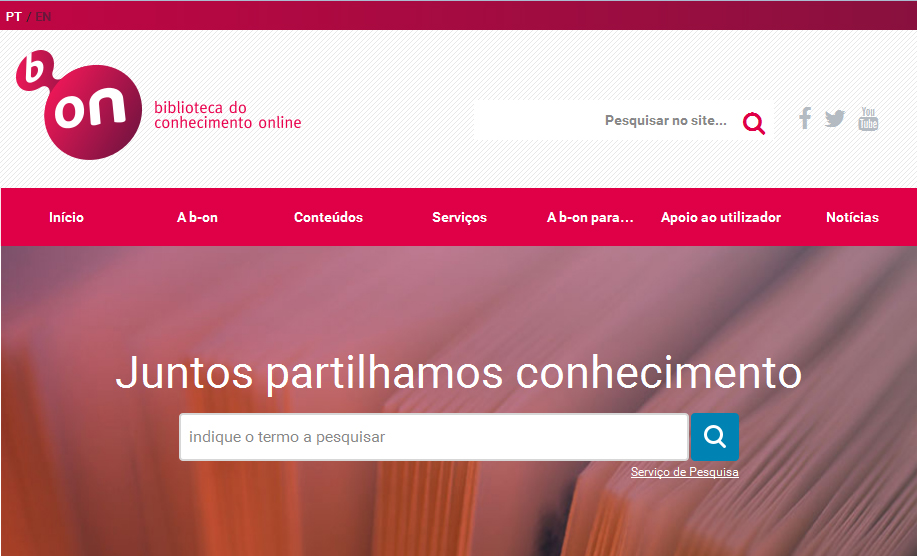 PT / EN
b
on
biblioteca do
conhecimento online
Pesquisar no site...
You
Tube
Início
A b-on
Conteúdos
Serviços
A b-on para...
Apoio ao utilizador
Notícias
Juntos partilhamos conhecimento
indique o termo a pesquisar
Serviço de Pesquisa